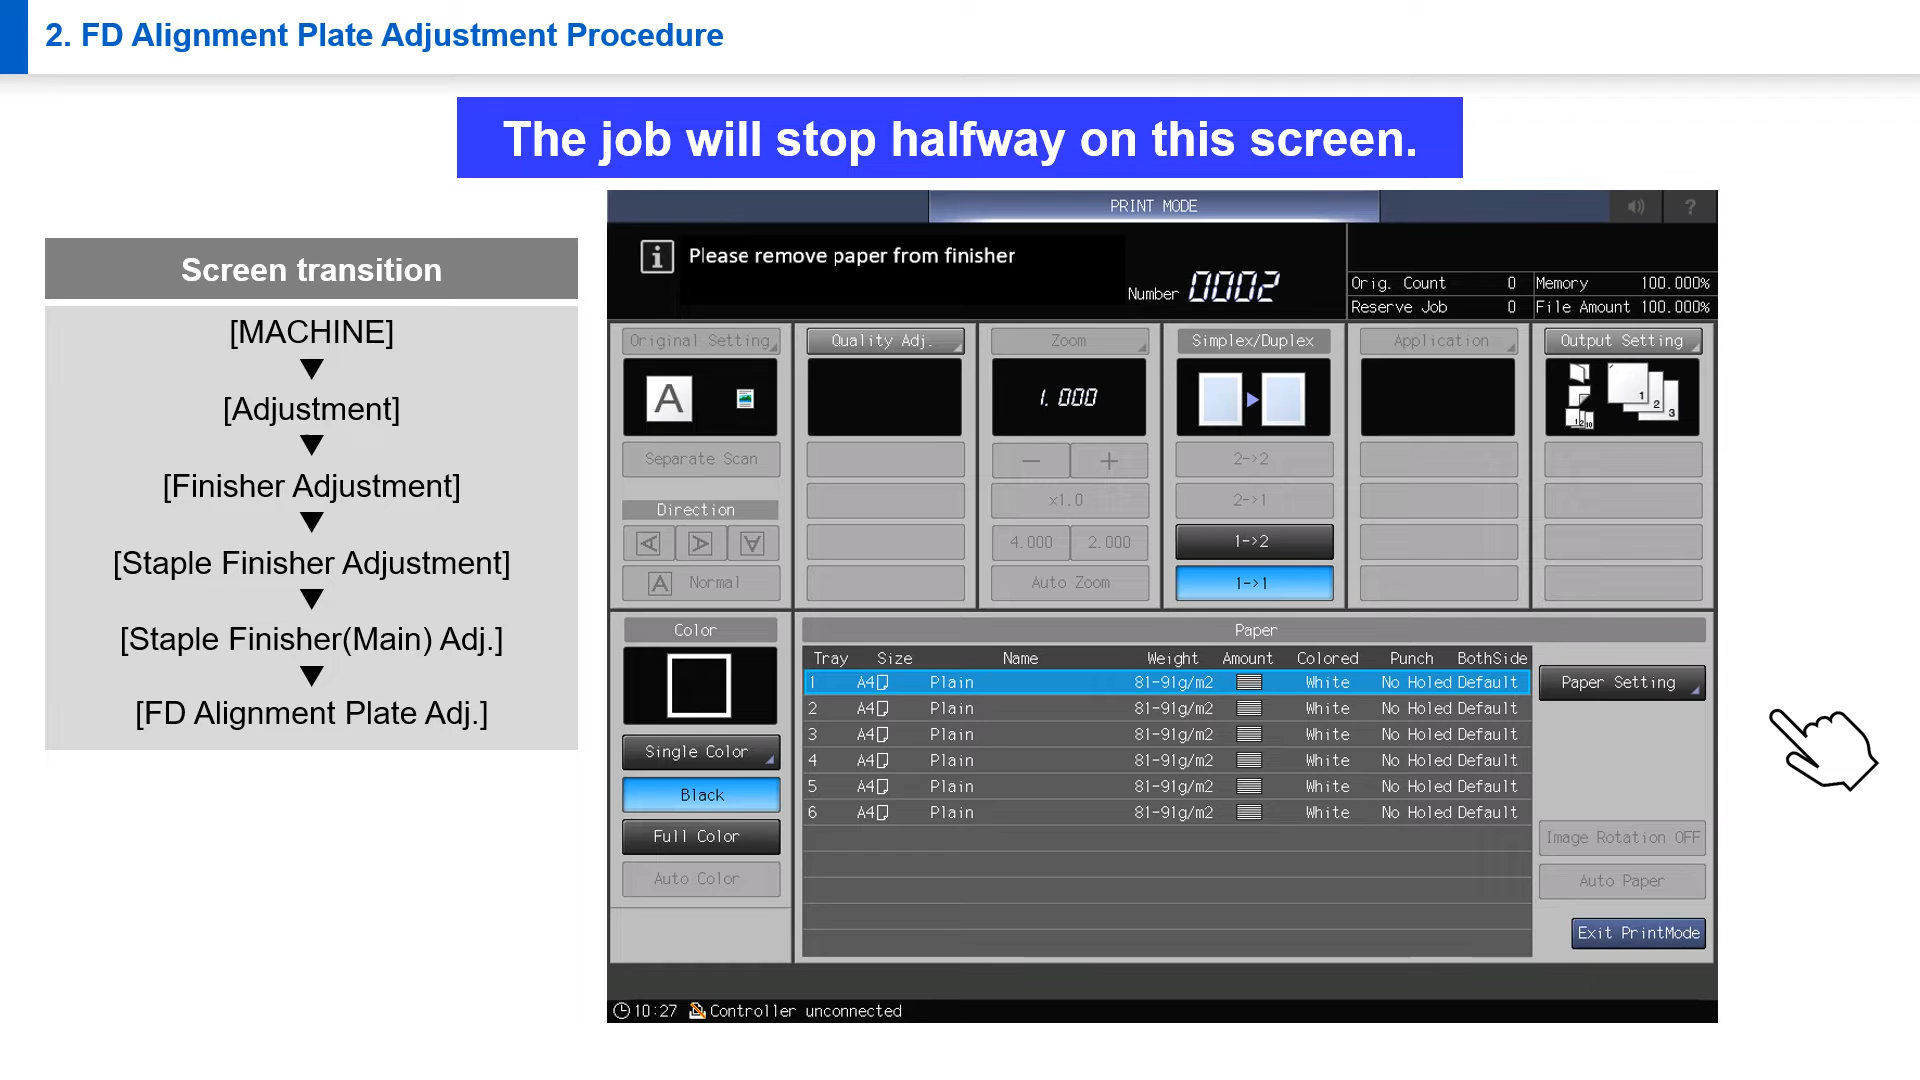 2. FD Alignment Plate Adjustment Procedure
The job will stop halfway on this screen.
Screen transition
[MACHINE]
[Adjustment]
[Finisher Adjustment]
[Staple Finisher Adjustment]
[Staple Finisher(Main) Adj.]
[FD Alignment Plate Adj.]
PRINT MODE
?
Please remove paper from finisher
Number 0002
Orig. Count 0 Memory 100.000%
Reserve Job 0 File Amount 100.000%
Original Setting
A
Separate Scan
Direction
A A A
A Normal
Quality Adj.
Zoom
1.000
− +
x1.0
4.000 2.000
Auto Zoom
Simplex/Duplex
2->2
2->1
1->2
1->1
Application
Output Setting
1 2 3
Color
Single Color
Black
Full Color
Auto Color
Paper
Tray Size Name Weight Amount Colored Punch BothSide
1 A4 Plain 81-91g/m2 White No Holed Default
2 A4 Plain 81-91g/m2 White No Holed Default
3 A4 Plain 81-91g/m2 White No Holed Default
4 A4 Plain 81-91g/m2 White No Holed Default
5 A4 Plain 81-91g/m2 White No Holed Default
6 A4 Plain 81-91g/m2 White No Holed Default
Paper Setting
Image Rotation OFF
Auto Paper
Exit PrintMode
10:27 Controller unconnected